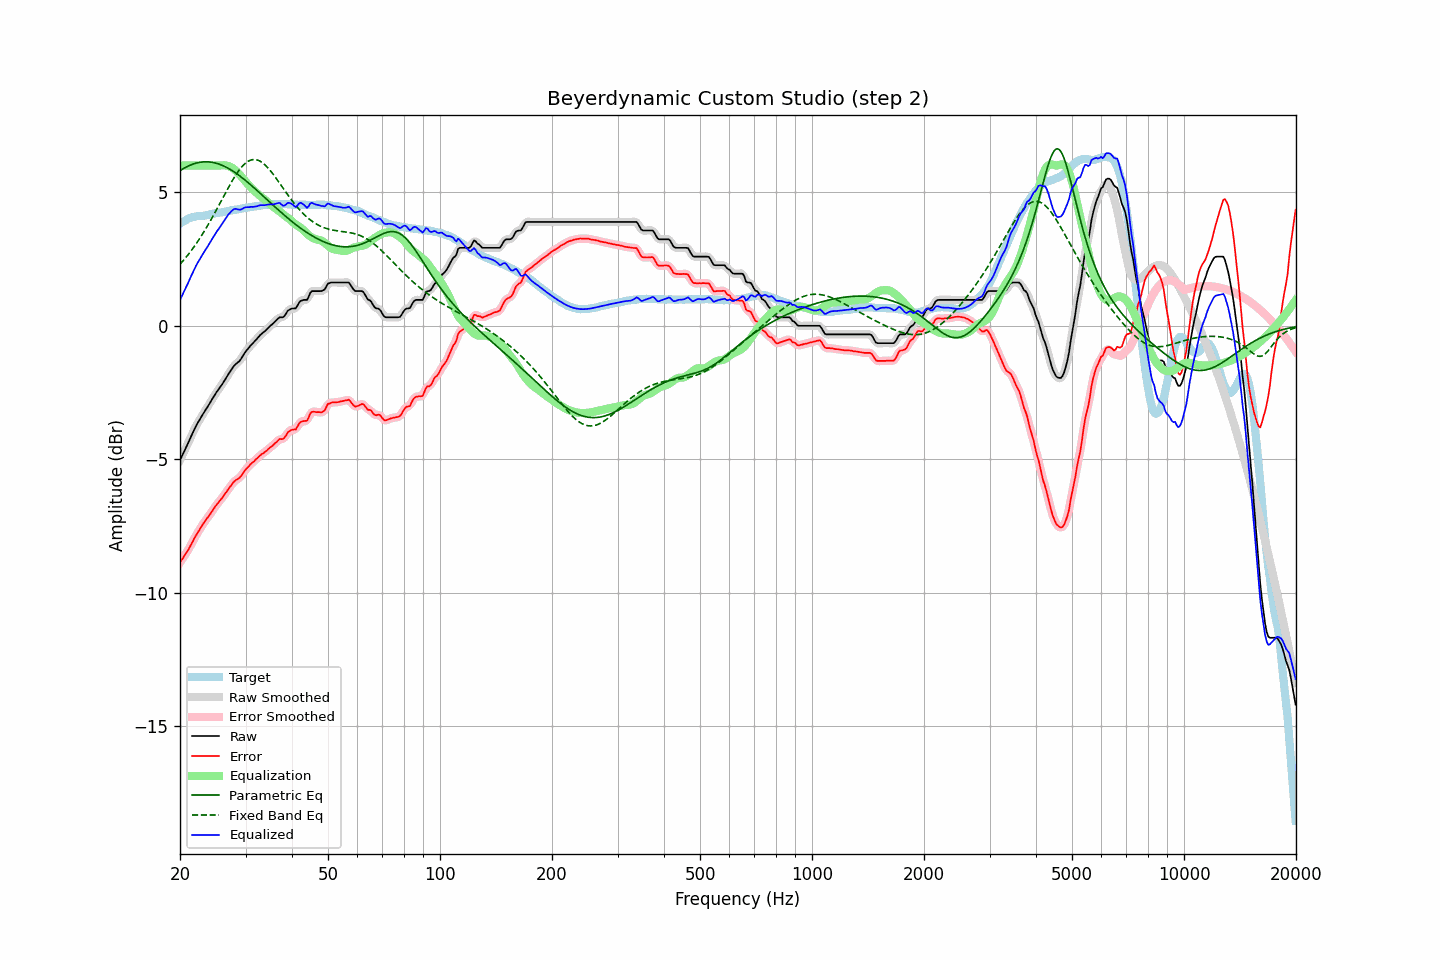 Beyerdynamic Custom Studio (step 2)
Amplitude (dBr)
5
0
−5
−10
−15
Target
Raw Smoothed
Error Smoothed
Raw
Error
Equalization
Parametric Eq
Fixed Band Eq
Equalized
20 50 100 200 500 1000 2000 5000 10000 20000
Frequency (Hz)